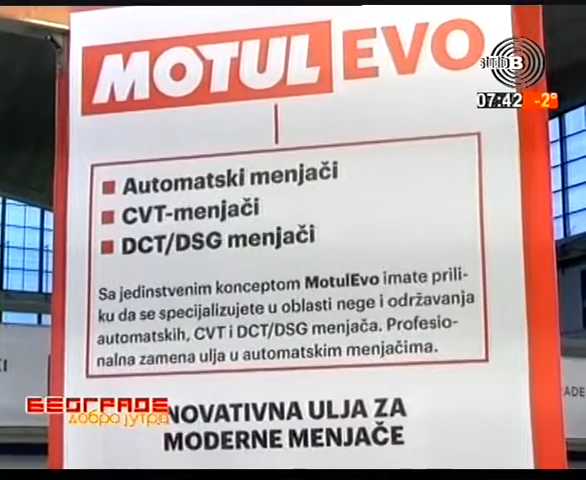 MOTUL EVO
B
07:42 -2°
Automatski menjači
CVT-menjači
DCT/DSG menjači
Sa jedinstvenim konceptom MotulEvo imate prili-
ku da se specijalizujete u oblasti nege i održavanja
automatskih, CVT i DCT/DSG menjača. Profesio-
nalna zamena ulja u automatskim menjačima.
БЕОГРАДЕ
добро јутро
NOVATIVNA ULJA ZA
MODERNE MENJAČE